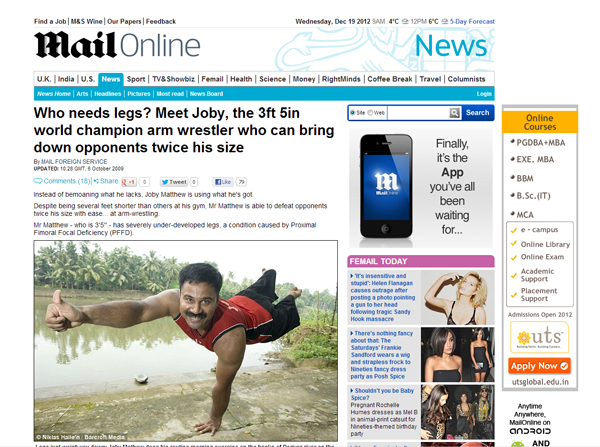 Find a Job | M&S Wine | Our Papers | Feedback
Wednesday, Dec 19 2012 9AM 4°C 12PM 6°C 5-Day Forecast
Mail Online
News
U.K. India U.S. News Sport TV&Showbiz Femail Health Science Money RightMinds Coffee Break Travel Columnists
News Home Arts Headlines Pictures Most read News Board Login
Who needs legs? Meet Joby, the 3ft 5in
world champion arm wrestler who can bring
down opponents twice his size
By MAIL FOREIGN SERVICE
UPDATED: 10:28 GMT, 6 October 2009
Comments (18) Share +1 0 Tweet 0 Like 79
Instead of bemoaning what he lacks, Joby Matthew is using what he's got.
Despite being several feet shorter than others at his gym, Mr Matthew is able to defeat opponents
twice his size with ease... at arm-wrestling.
Mr Matthew - who is 3'5" - has severely under-developed legs, a condition caused by Proximal
Fimoral Focal Deficiency (PFFD).
© Niklas Halle'n / Barcroft Media
Site Web Search
Finally,
it's the
App
you've all
been
waiting
for...
MailOnline
FEMAIL TODAY
'It's insensitive and
stupid': Helen Flanagan
causes outrage after
posting a photo pointing
a gun to her head
following tragic Sandy
Hook massacre
There's nothing fancy
about that: The
Saturdays' Frankie
Sandford wears a wig
and strapless frock to
Nineties fancy dress
party as Posh Spice
Shouldn't you be Baby
Spice?
Pregnant Rochelle
Humes dresses as Mel B
in animal-print catsuit for
Nineties-themed birthday
party
Online
Courses
PGDBA+MBA
EXE. MBA
BBM
B.Sc.(IT)
MCA
e - campus
Online Library
Online Exam
Academic
Support
Placement
Support
Admissions Open 2012
uts
Apply Now
utsglobal.edu.in
Anytime
Anywhere,
MailOnline on
ANDROID
AND